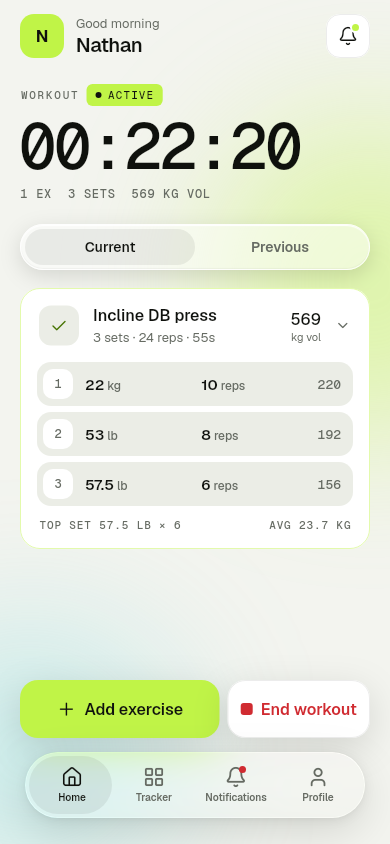 N
Good morning
Nathan
WORKOUT ACTIVE
00:22:20
1 EX 3 SETS 569 KG VOL
Current Previous
Incline DB press 569
3 sets · 24 reps · 55s kg vol
1 22 kg 10 reps 220
2 53 lb 8 reps 192
3 57.5 lb 6 reps 156
TOP SET 57.5 LB × 6 AVG 23.7 KG
Add exercise End workout
Home Tracker Notifications Profile